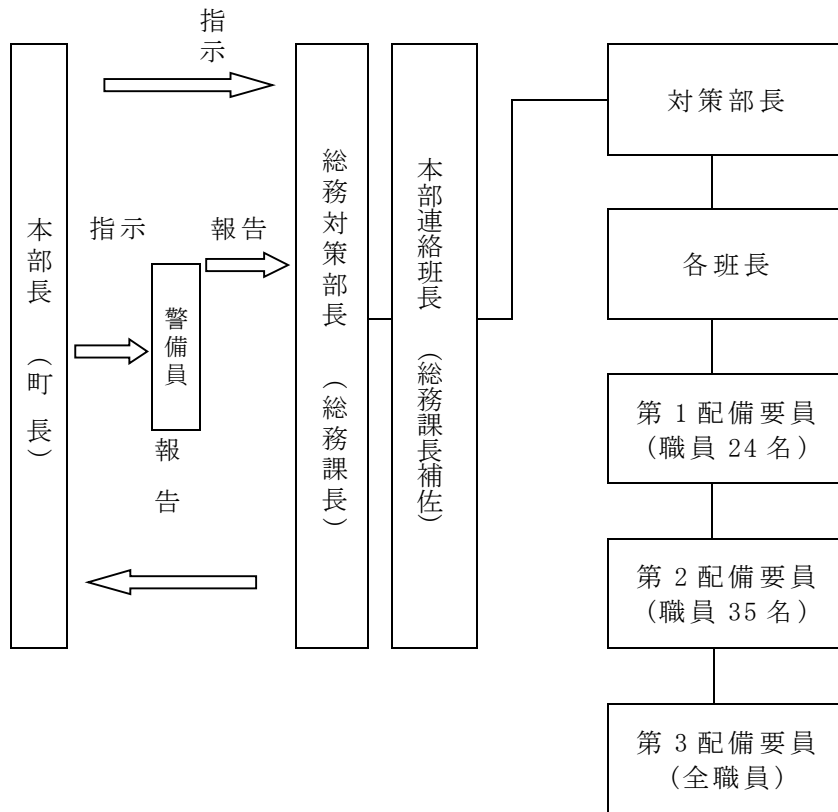 指示
本部長（町長）
指示
警備員
報告
報告
総務対策部長（総務課長）
本部連絡班長（総務課長補佐）
対策部長
各班長
第1配備要員
(職員24名)
第2配備要員
(職員35名)
第3配備要員
(全職員)